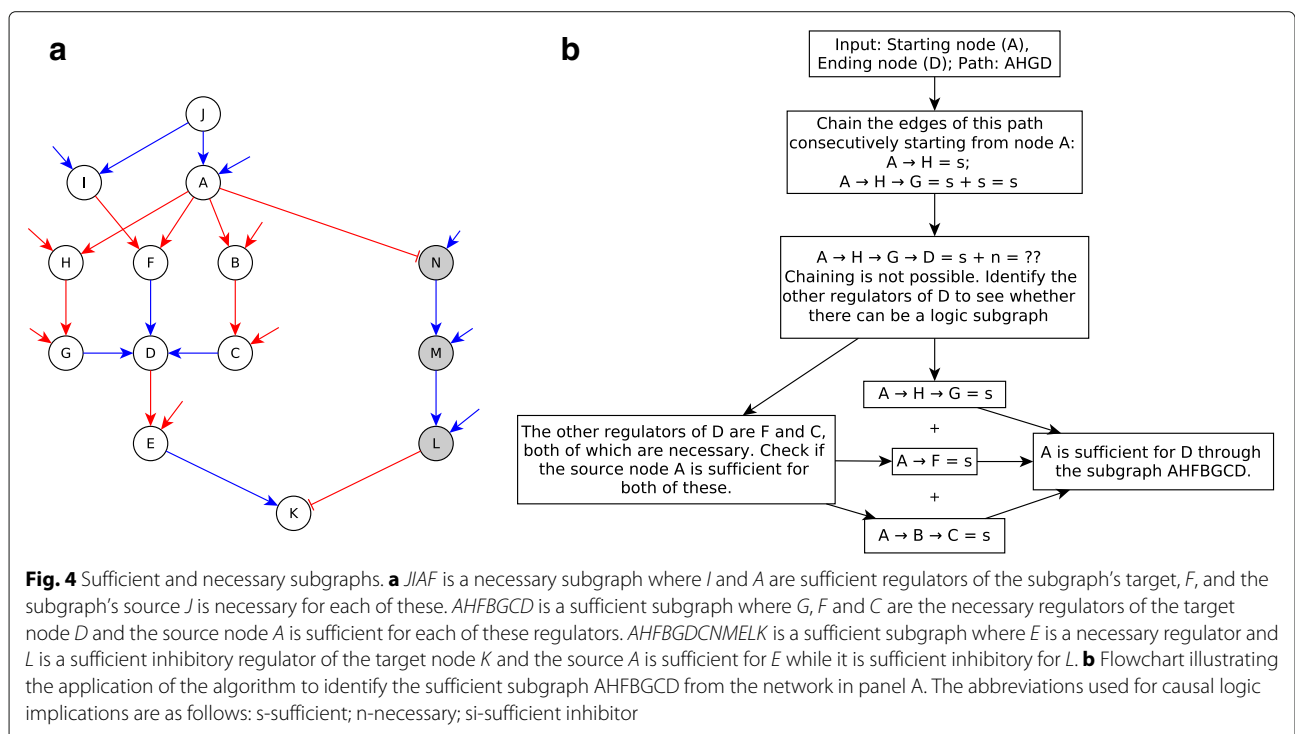 a
J
I
A
H
F
B
N
G
D
C
M
E
L
K
b
Input: Starting node (A),
Ending node (D); Path: AHGD
Chain the edges of this path
consecutively starting from node A:
A → H = s;
A → H → G = s + s = s
A → H → G → D = s + n = ??
Chaining is not possible. Identify the
other regulators of D to see whether
there can be a logic subgraph
The other regulators of D are F and C,
both of which are necessary. Check if
the source node A is sufficient for
both of these.
A → H → G = s
+
A → F = s
+
A → B → C = s
A is sufficient for D through
the subgraph AHFBGCD.
Fig. 4 Sufficient and necessary subgraphs. a JIAF is a necessary subgraph where I and A are sufficient regulators of the subgraph's target, F, and the
subgraph's source J is necessary for each of these. AHFBGCD is a sufficient subgraph where G, F and C are the necessary regulators of the target
node D and the source node A is sufficient for each of these regulators. AHFBGDCNMELK is a sufficient subgraph where E is a necessary regulator and
L is a sufficient inhibitory regulator of the target node K and the source A is sufficient for E while it is sufficient inhibitory for L. b Flowchart illustrating
the application of the algorithm to identify the sufficient subgraph AHFBGCD from the network in panel A. The abbreviations used for causal logic
implications are as follows: s-sufficient; n-necessary; si-sufficient inhibitor